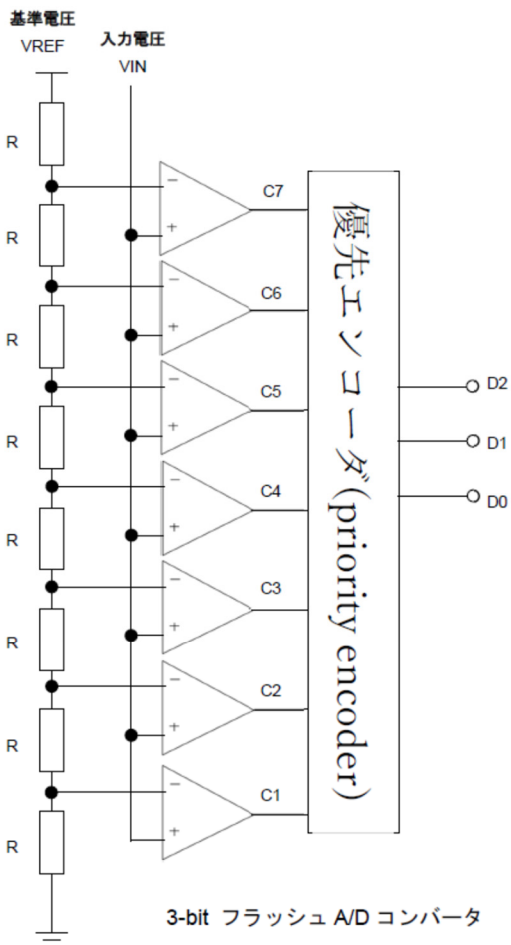 基準電圧
VREF
入力電圧
VIN
R
R
R
R
R
R
R
R
−
+
C7
−
+
C6
−
+
C5
−
+
C4
−
+
C3
−
+
C2
−
+
C1
優先エンコーダ(priority encoder)
D2
D1
D0
3-bit フラッシュ A/D コンバータ